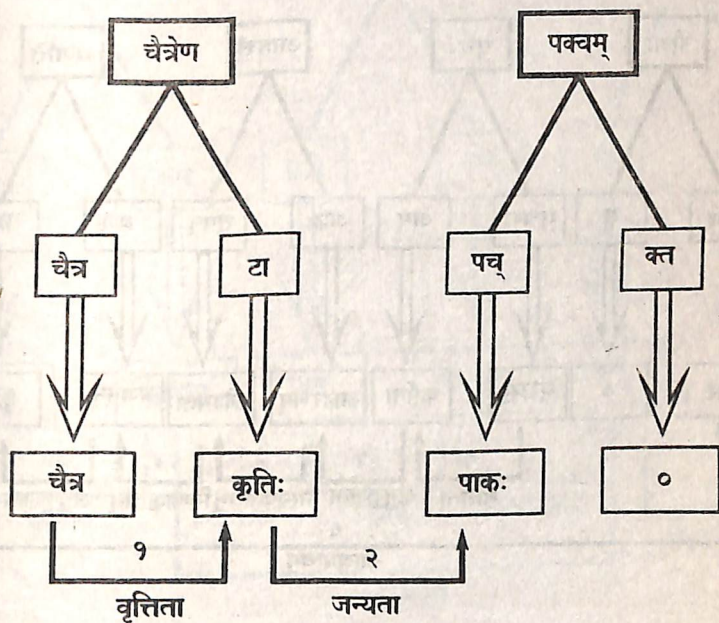 चैत्रेण पक्वम्
चैत्र टा पच् क्त
चैत्र कृतिः पाकः ०
१ २
वृत्तिता जन्यता